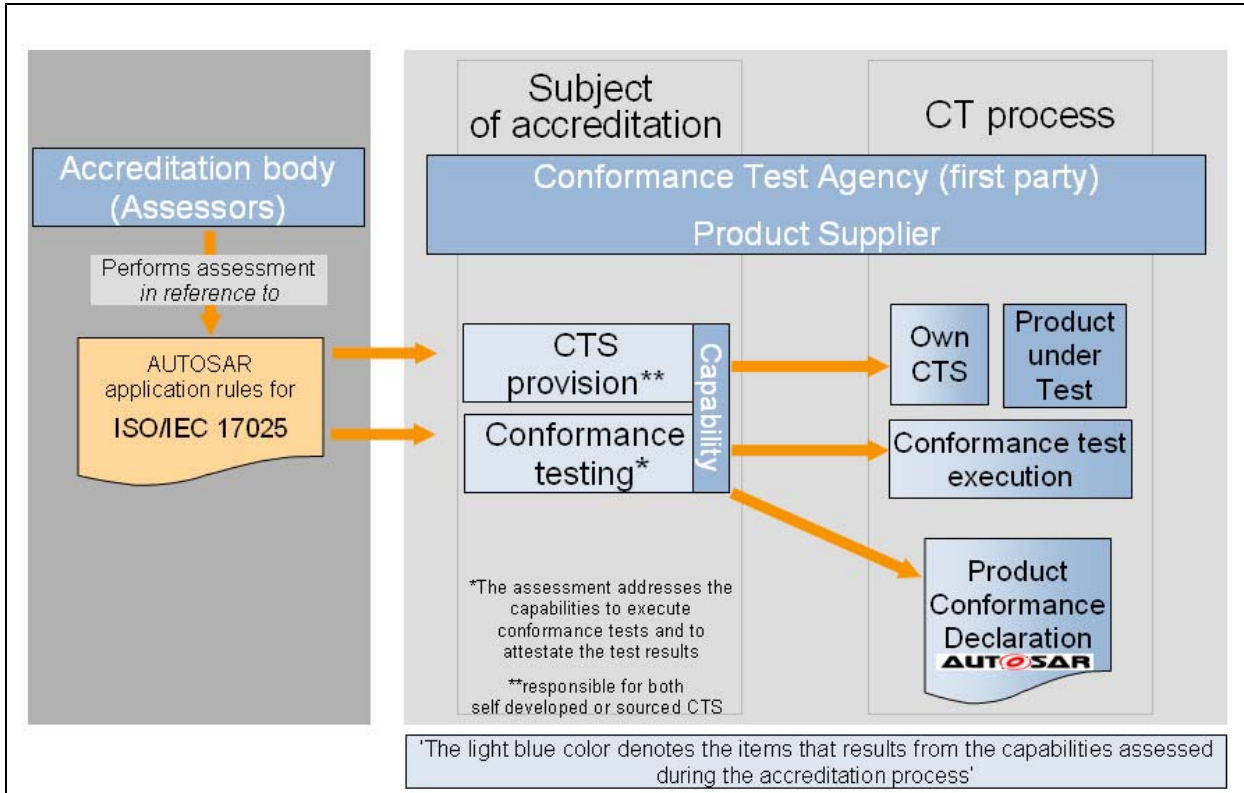 Subject
of accreditation
CT process
Accreditation body
(Assessors)
Conformance Test Agency (first party)
Product Supplier
Performs assessment
in reference to
AUTOSAR
application rules for
ISO/IEC 17025
CTS
provision**
Conformance
testing*
Capability
Own
CTS
Product
under
Test
Conformance test
execution
Product
Conformance
Declaration
AUTOSAR
*The assessment addresses the
capabilities to execute
conformance tests and to
attestate the test results
**responsible for both
self developed or sourced CTS
'The light blue color denotes the items that results from the capabilities assessed
during the accreditation process'